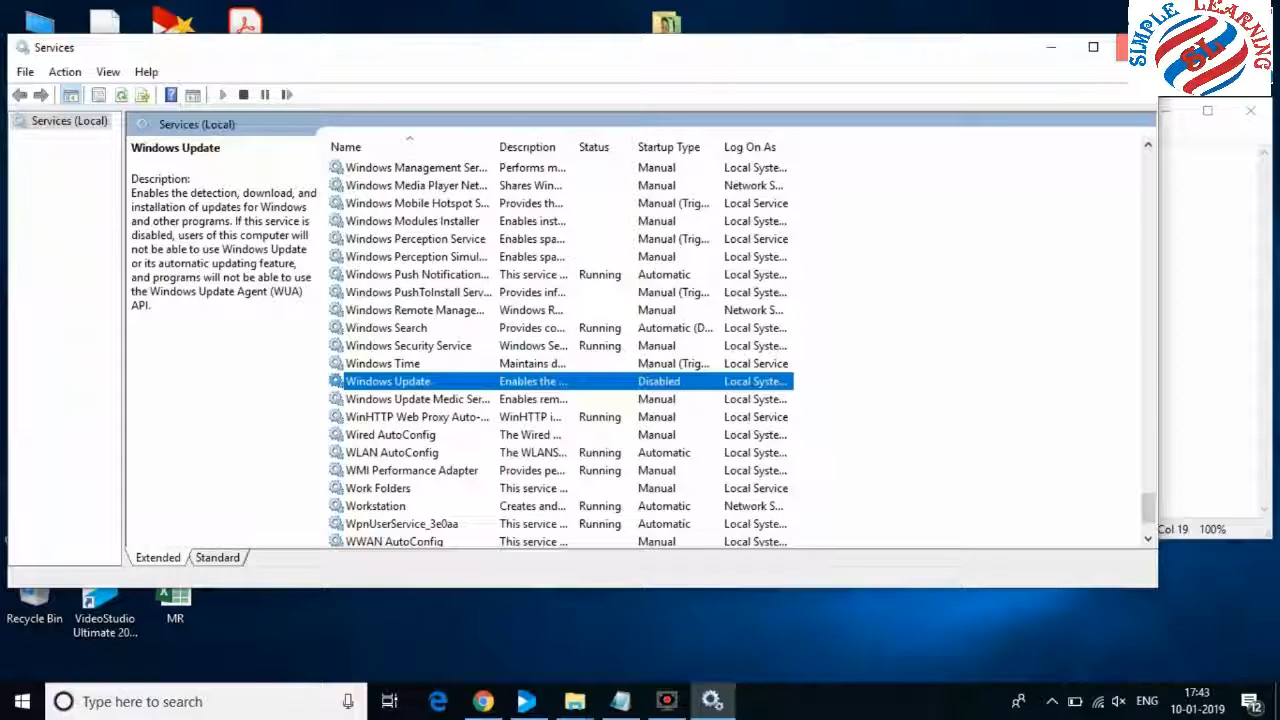 SIMPLE LEARNING
SL
Services
File Action View Help
Services (Local)
Services (Local)
Windows Update
Description:
Enables the detection, download, and
installation of updates for Windows
and other programs. If this service is
disabled, users of this computer will
not be able to use Windows Update
or its automatic updating feature,
and programs will not be able to use
the Windows Update Agent (WUA)
API.
Name Description Status Startup Type Log On As
Windows Management Ser... Performs m... Manual Local Syste...
Windows Media Player Net... Shares Win... Manual Network S...
Windows Mobile Hotspot S... Provides th... Manual (Trig... Local Service
Windows Modules Installer Enables inst... Manual Local Syste...
Windows Perception Service Enables spa... Manual (Trig... Local Service
Windows Perception Simul... Enables spa... Manual Local Syste...
Windows Push Notification... This service ... Running Automatic Local Syste...
Windows PushToInstall Serv... Provides inf... Manual (Trig... Local Syste...
Windows Remote Manage... Windows R... Manual Network S...
Windows Search Provides co... Running Automatic (D... Local Syste...
Windows Security Service Windows Se... Running Manual Local Syste...
Windows Time Maintains d... Manual (Trig... Local Service
Windows Update Enables the ... Disabled Local Syste...
Windows Update Medic Ser... Enables rem... Manual Local Syste...
WinHTTP Web Proxy Auto-... WinHTTP i... Running Manual Local Service
Wired AutoConfig The Wired ... Manual Local Syste...
WLAN AutoConfig The WLANS... Running Automatic Local Syste...
WMI Performance Adapter Provides pe... Running Manual Local Syste...
Work Folders This service ... Manual Local Service
Workstation Creates and... Running Automatic Network S...
WpnUserService_3e0aa This service ... Running Automatic Local Syste...
WWAN AutoConfig This service ... Manual Local Syste...
Extended Standard
Col 19 100%
Recycle Bin
VideoStudio
Ultimate 20...
MR
Type here to search
ENG
17:43
10-01-2019
12